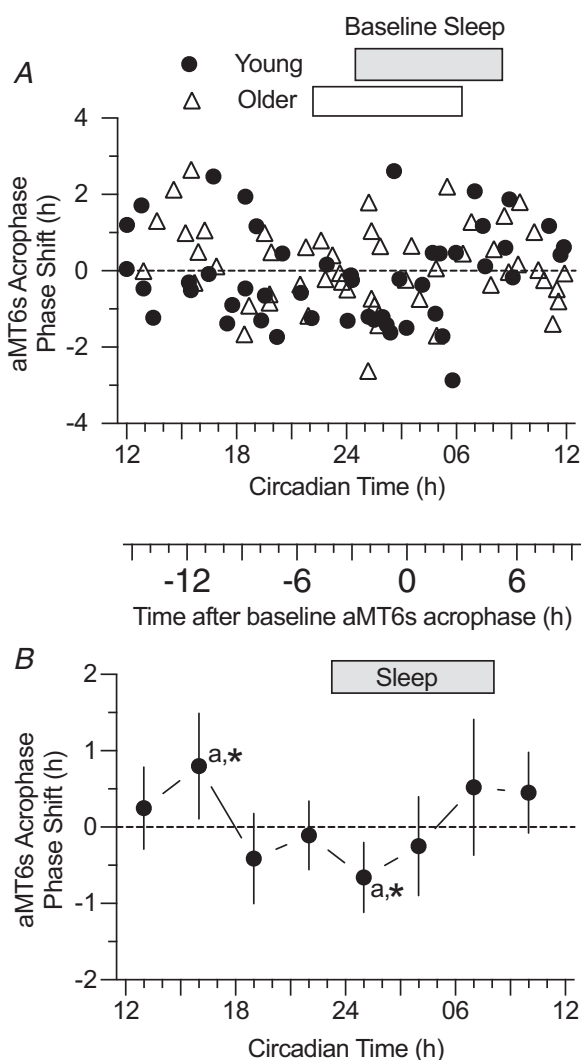 Baseline Sleep
A
Young
Older
4
2
0
-2
-4
aMT6s Acrophase
Phase Shift (h)
12 18 24 06 12
Circadian Time (h)
-12 -6 0 6
Time after baseline aMT6s acrophase (h)
B
Sleep
2
1
0
-1
-2
aMT6s Acrophase
Phase Shift (h)
a,*
a,*
12 18 24 06 12
Circadian Time (h)